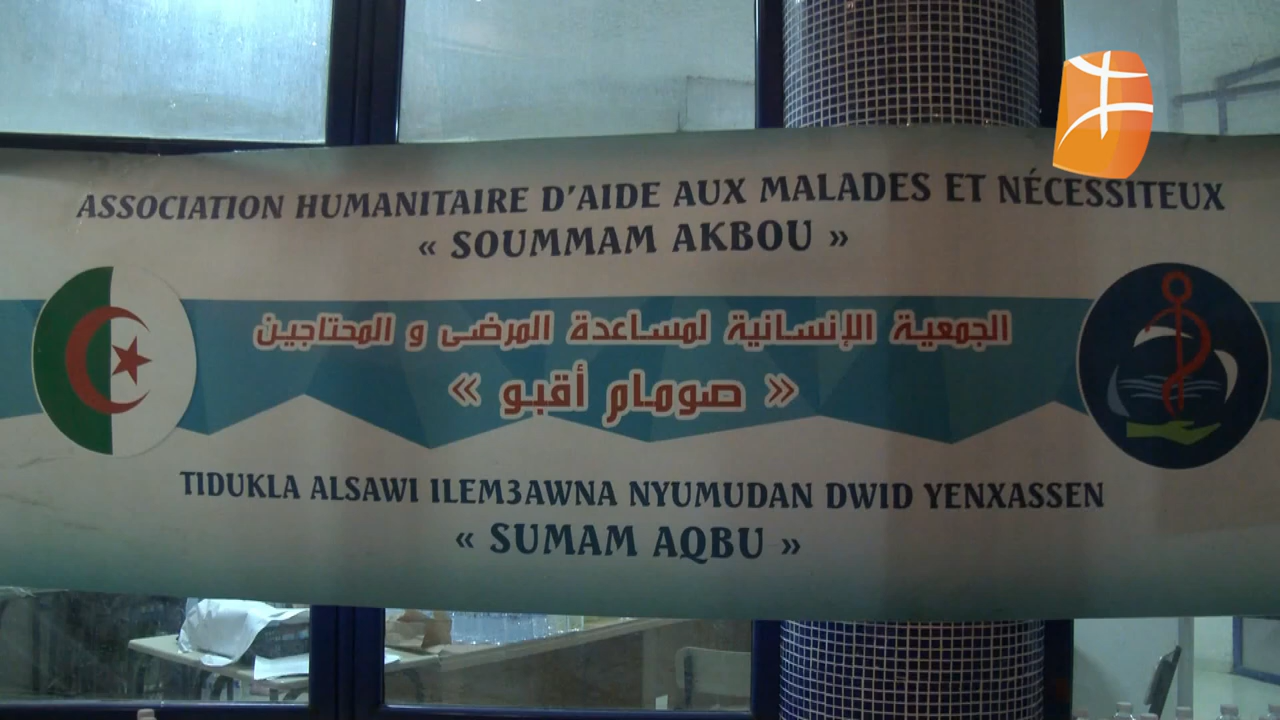 ASSOCIATION HUMANITAIRE D'AIDE AUX MALADES ET NÉCESSITEUX
« SOUMMAM AKBOU »
الجمعية الإنسانية لمساعدة المرضى و المحتاجين
« صومام أقبو »
TIDUKLA ALSAWI ILEM3AWNA NYUMUDAN DWID YENXASSEN
« SUMAM AQBU »